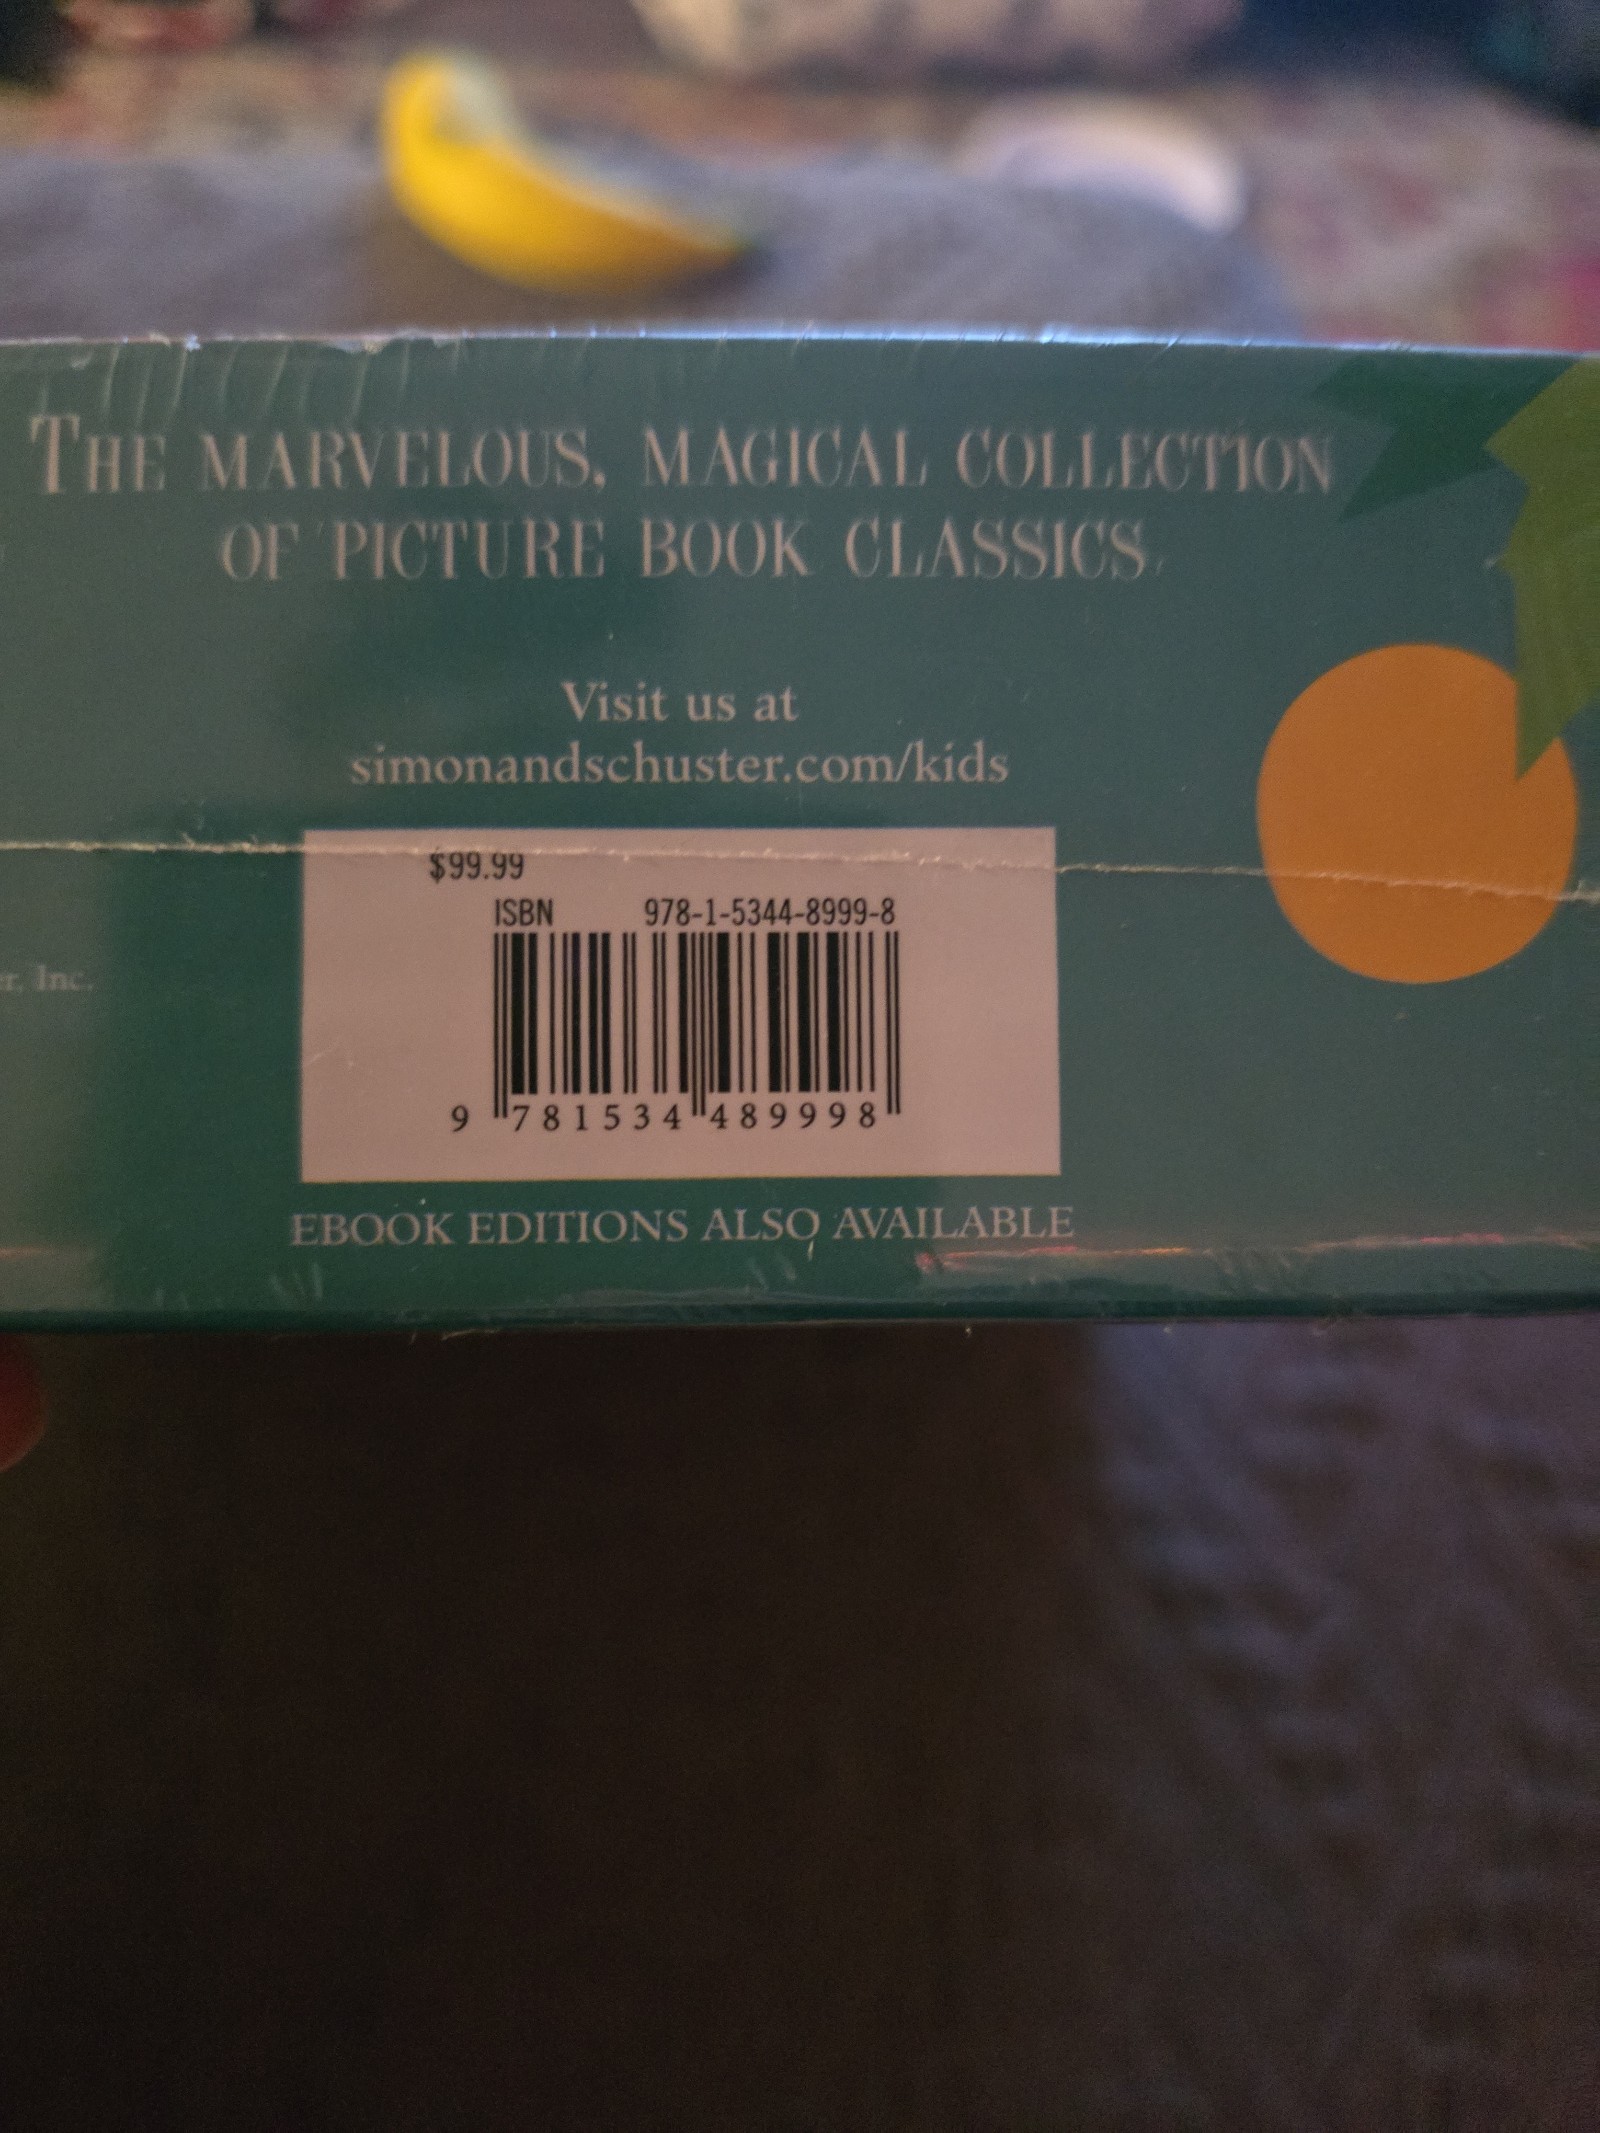 THE MARVELOUS, MAGICAL COLLECTION
OF PICTURE BOOK CLASSICS
Visit us at
simonandschuster.com/kids
$99.99
ISBN 978-1-5344-8999-8
9 781534 489998
Inc.
EBOOK EDITIONS ALSO AVAILABLE